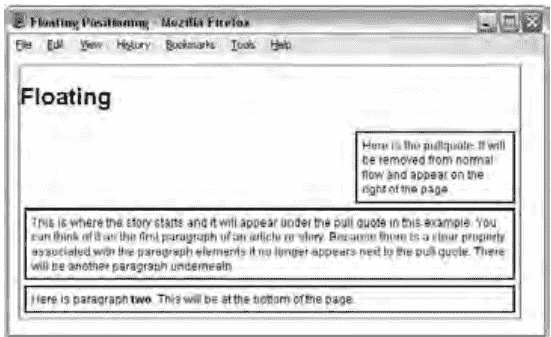 Floating Positioning - Mozilla Firefox
File Edit View History Bookmarks Tools Help
Floating
Here is the pullquote. It will
be removed from normal
flow and appear on the
right of the page.
This is where the story starts and it will appear under the pull quote in this example. You
can think of it as the first paragraph of an article or story. Because there is a clear property
associated with the paragraph elements it no longer appears next to the pull quote. There
will be another paragraph underneath.
Here is paragraph two. This will be at the bottom of the page.